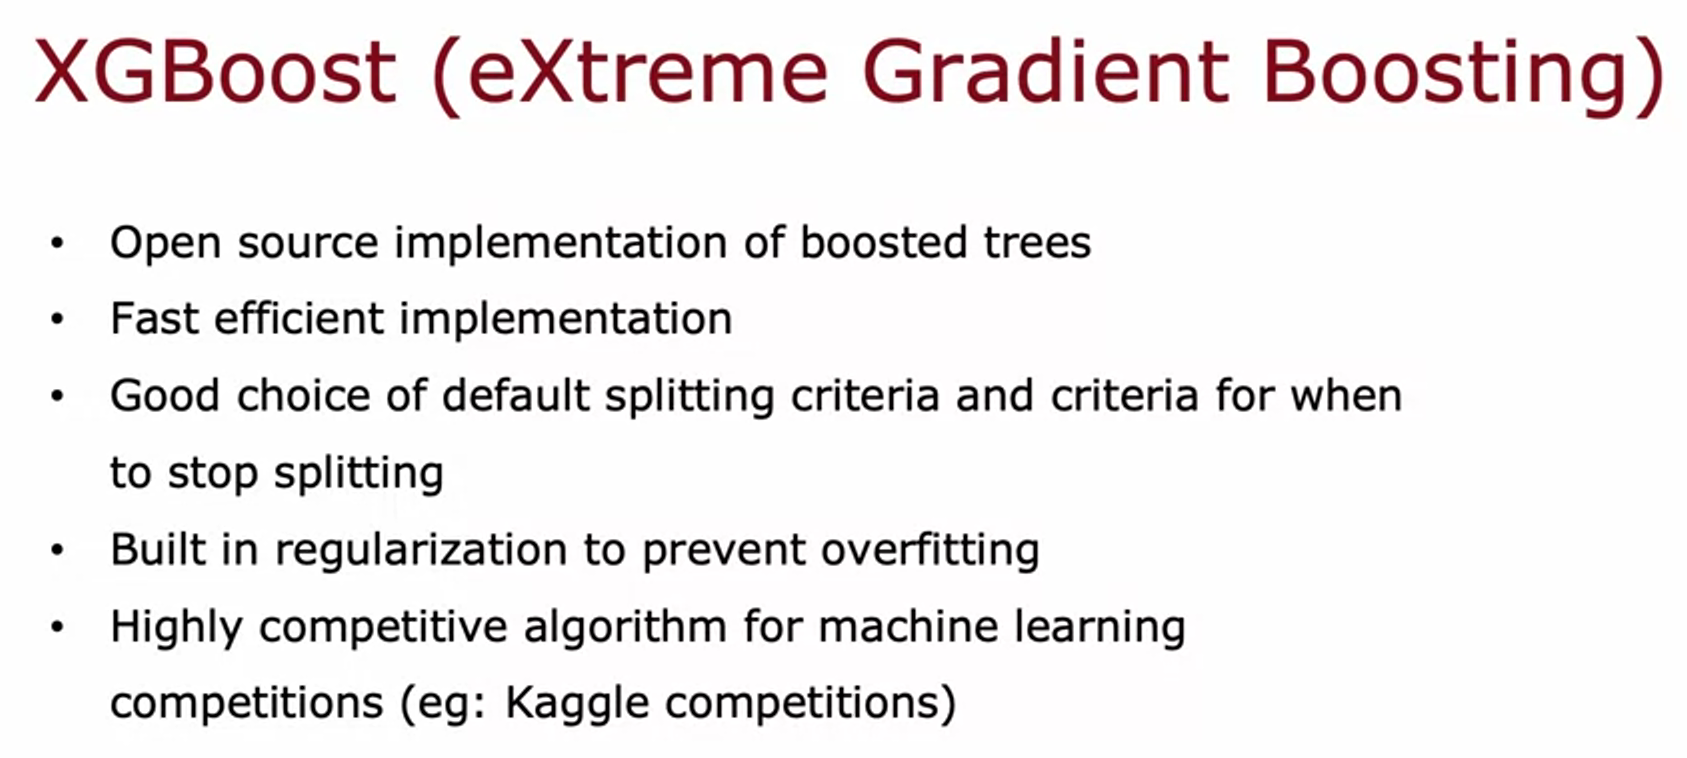 XGBoost (eXtreme Gradient Boosting)
• Open source implementation of boosted trees
• Fast efficient implementation
• Good choice of default splitting criteria and criteria for when
to stop splitting
• Built in regularization to prevent overfitting
• Highly competitive algorithm for machine learning
competitions (eg: Kaggle competitions)